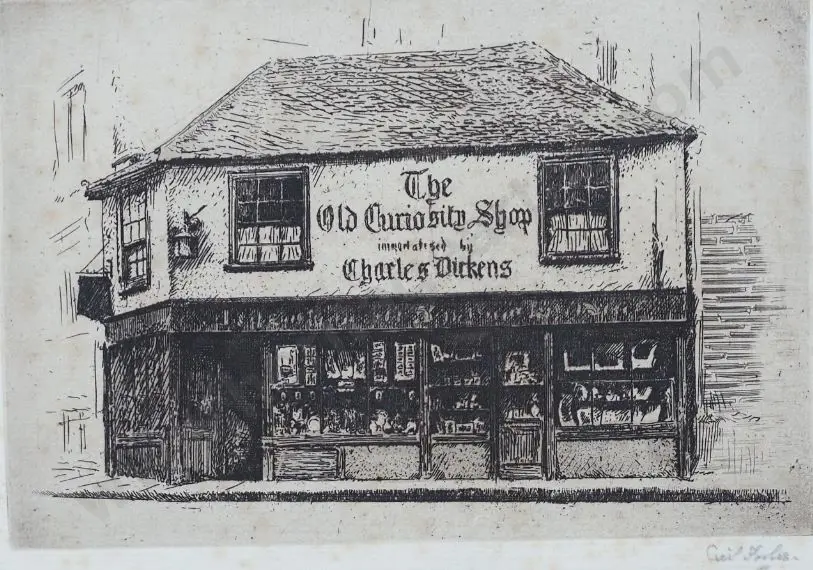 The
Old Curiosity Shop
immortalised by
Charles Dickens